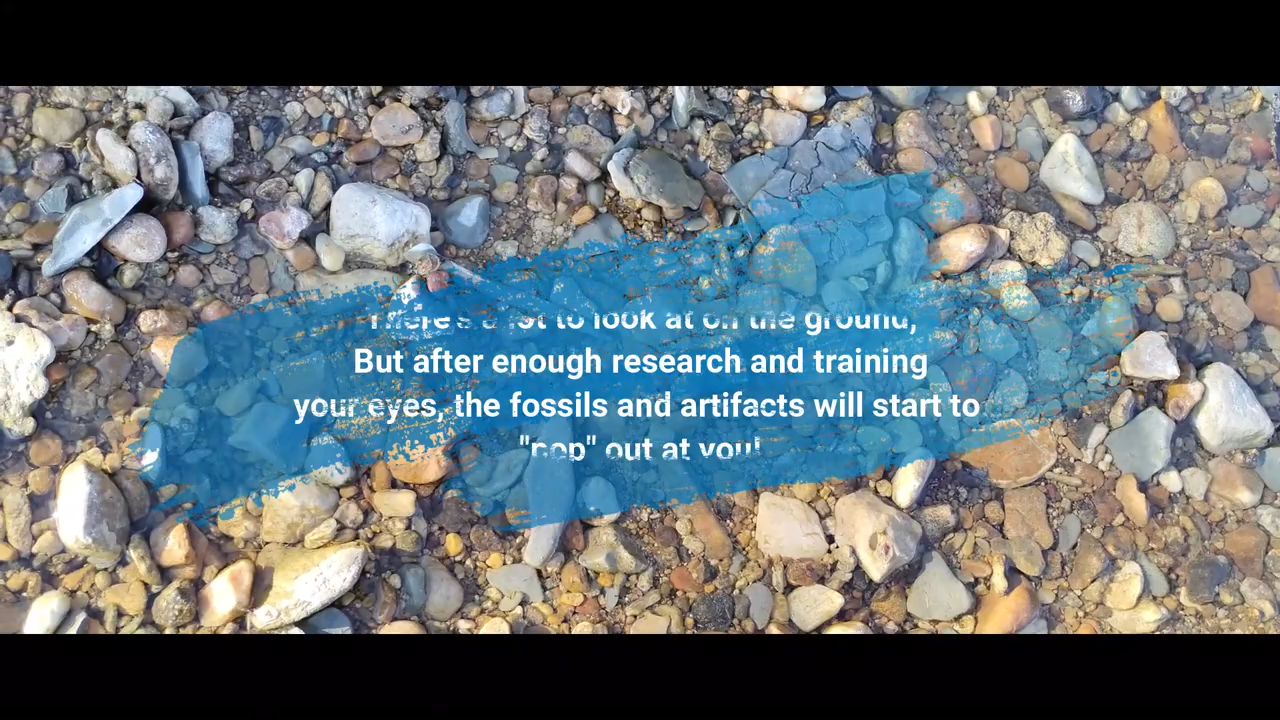 There's a lot to look at on the ground,
But after enough research and training
your eyes, the fossils and artifacts will start to
"pop" out at you!